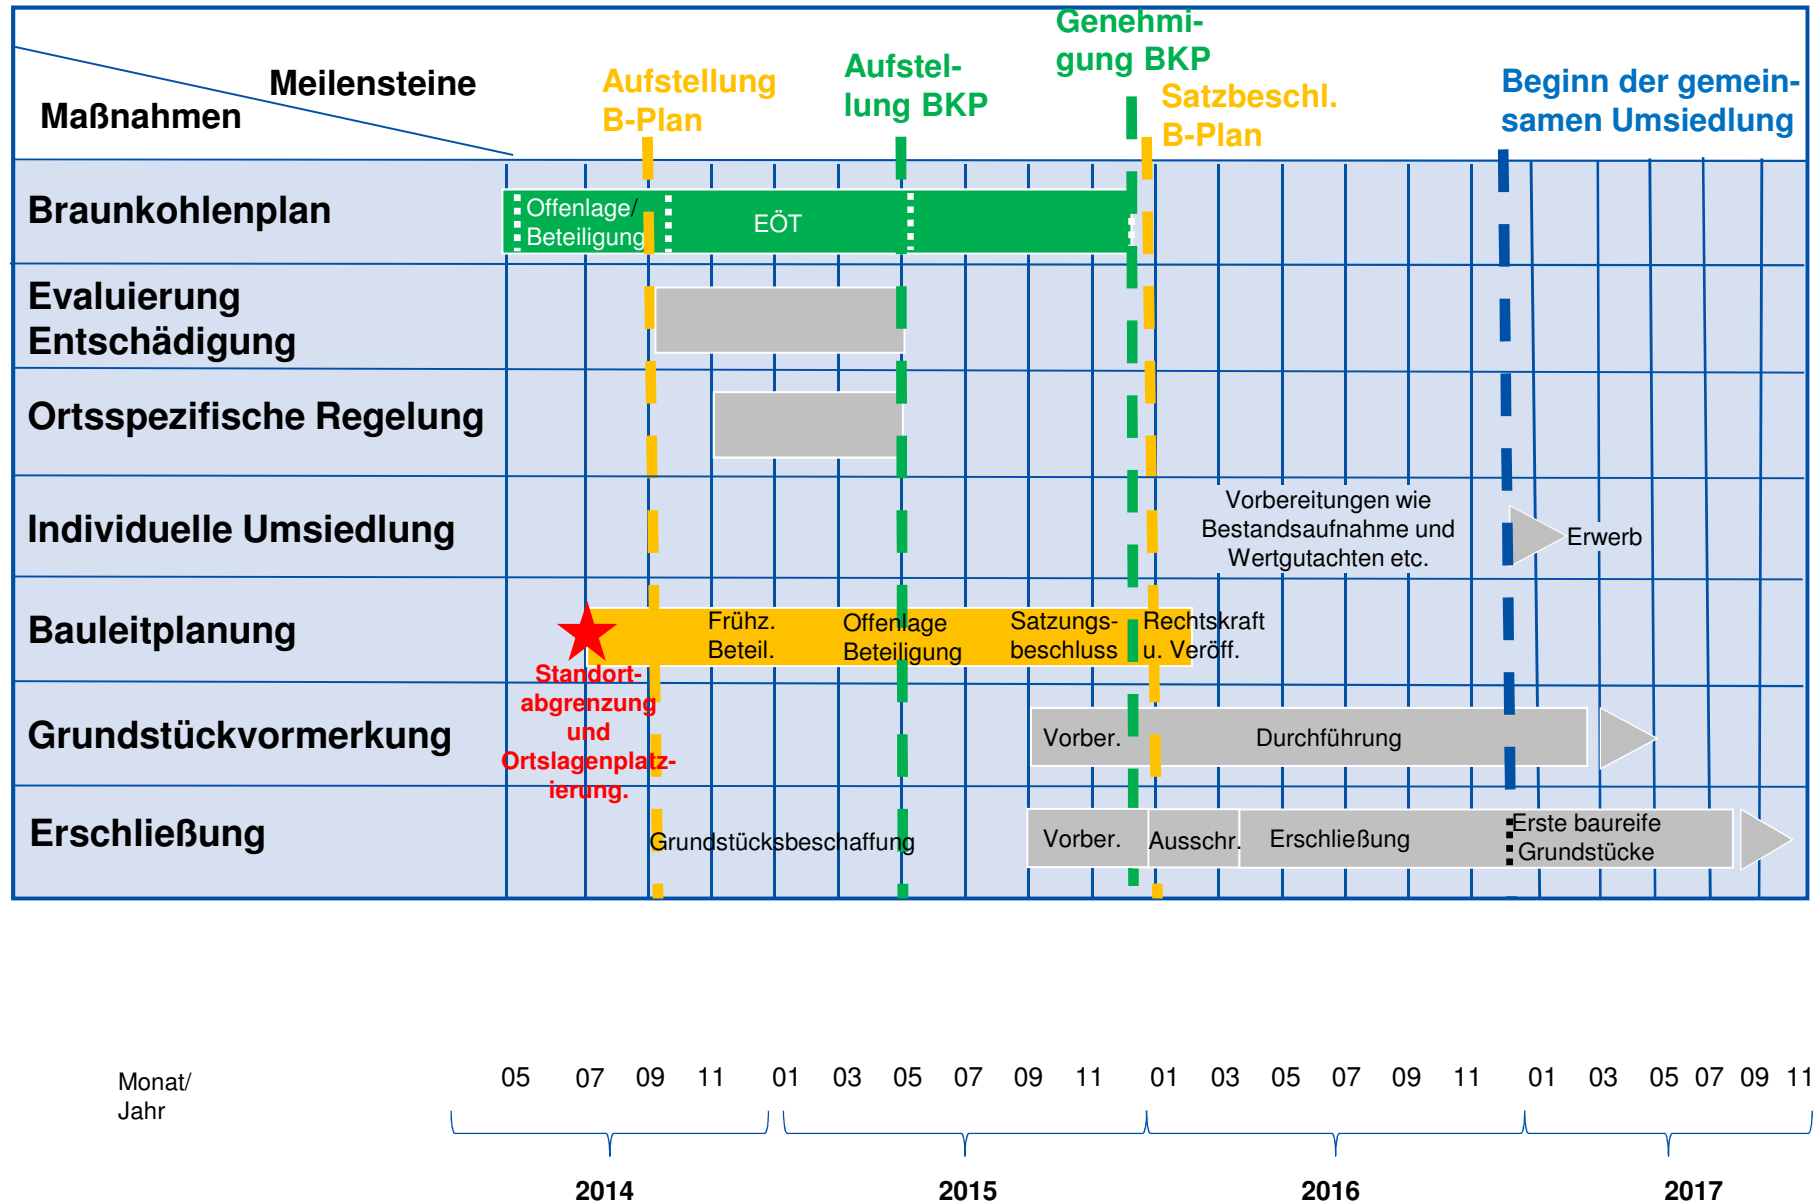 Meilensteine
Maßnahmen
Aufstellung
B-Plan
Aufstel-
lung BKP
Genehmi-
gung BKP
Satzbeschl.
B-Plan
Beginn der gemein-
samen Umsiedlung
Braunkohlenplan
Offenlage/
Beteiligung
EÖT
Evaluierung
Entschädigung
Ortsspezifische Regelung
Individuelle Umsiedlung
Vorbereitungen wie
Bestandsaufnahme und
Wertgutachten etc.
Erwerb
Bauleitplanung
Frühz.
Beteil.
Offenlage
Beteiligung
Satzungs-
beschluss
Rechtskraft
u. Veröff.
Standort-
abgrenzung
und
Ortslagenplatz-
ierung.
Grundstückvormerkung
Vorber.
Durchführung
Erschließung
Grundstücksbeschaffung
Vorber.
Ausschr.
Erschließung
Erste baureife
Grundstücke
Monat/
Jahr
05 07 09 11 01 03 05 07 09 11 01 03 05 07 09 11 01 03 05 07 09 11
2014 2015 2016 2017